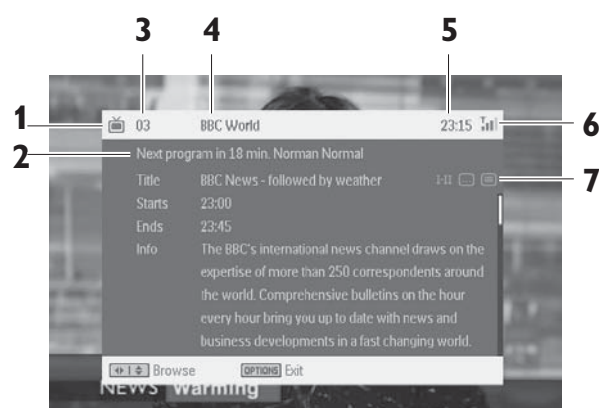 3 4 5
1 03 BBC World 23:15 6
2 Next program in 18 min. Norman Normal
Title BBC News - followed by weather I-II 7
Starts 23:00
Ends 23:45
Info The BBC's international news channel draws on the
expertise of more than 250 correspondents around
the world. Comprehensive bulletins on the hour
every hour bring you up to date with news and
business developments in a fast changing world.
Browse OPTIONS Exit
NEWS Warming